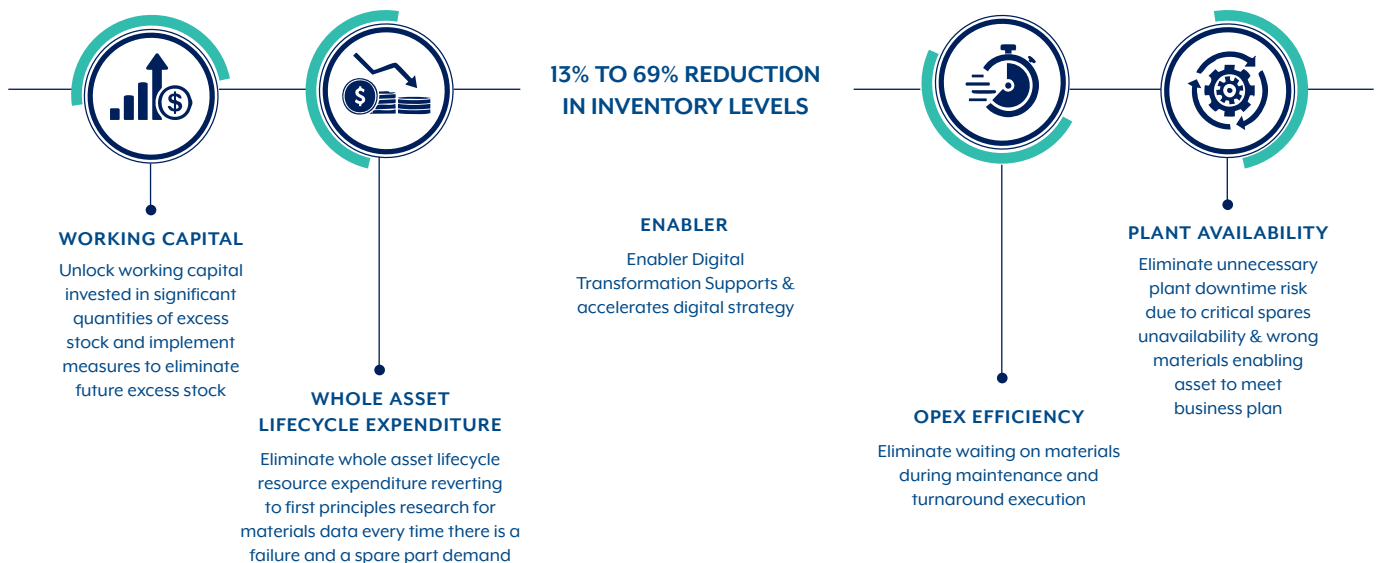 13% TO 69% REDUCTION
IN INVENTORY LEVELS
WORKING CAPITAL
Unlock working capital
invested in significant
quantities of excess
stock and implement
measures to eliminate
future excess stock
WHOLE ASSET
LIFECYCLE EXPENDITURE
Eliminate whole asset lifecycle
resource expenditure reverting
to first principles research for
materials data every time there is a
failure and a spare part demand
ENABLER
Enabler Digital
Transformation Supports &
accelerates digital strategy
OPEX EFFICIENCY
Eliminate waiting on materials
during maintenance and
turnaround execution
PLANT AVAILABILITY
Eliminate unnecessary
plant downtime risk
due to critical spares
unavailability & wrong
materials enabling
asset to meet
business plan